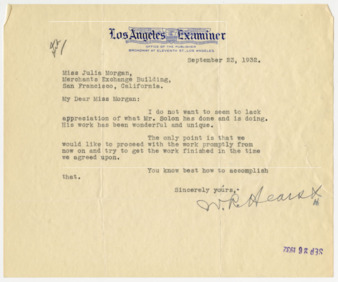 Los Angeles Examiner
OFFICE OF THE PUBLISHER
BROADWAY AT ELEVENTH ST., LOS ANGELES
September 23, 1932.
Miss Julia Morgan,
Merchants Exchange Building,
San Francisco, California.
My Dear Miss Morgan:
I do not want to seem to lack
appreciation of what Mr. Solon has done and is doing.
His work has been wonderful and unique.
The only point is that we
would like to proceed with the work promptly from
now on and try to get the work finished in the time
we agreed upon.
You know best how to accomplish
that.
Sincerely yours,
W. R. Hearst
SEP 26 1932